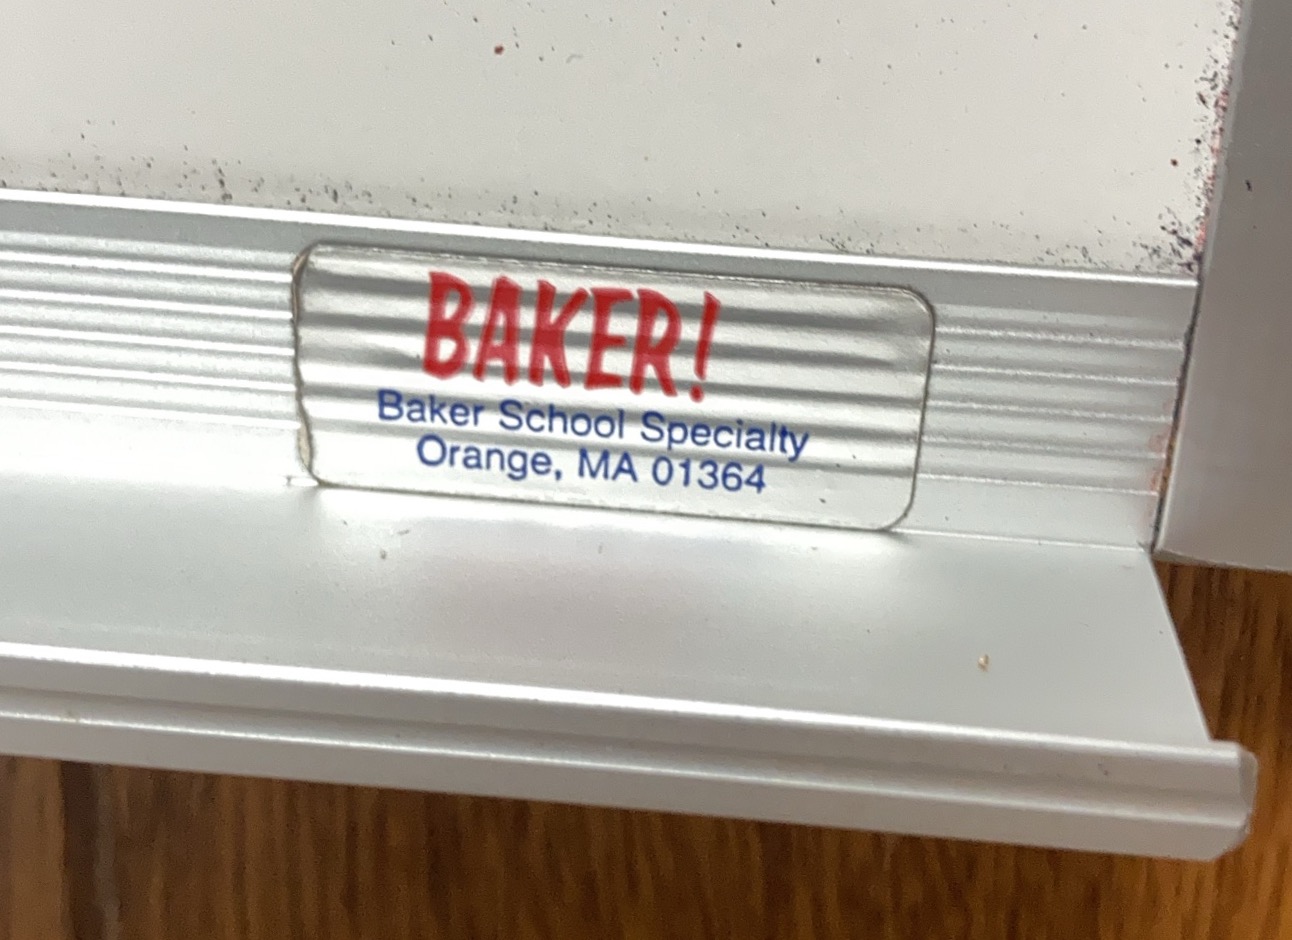 BAKER!
Baker School Specialty
Orange, MA 01364